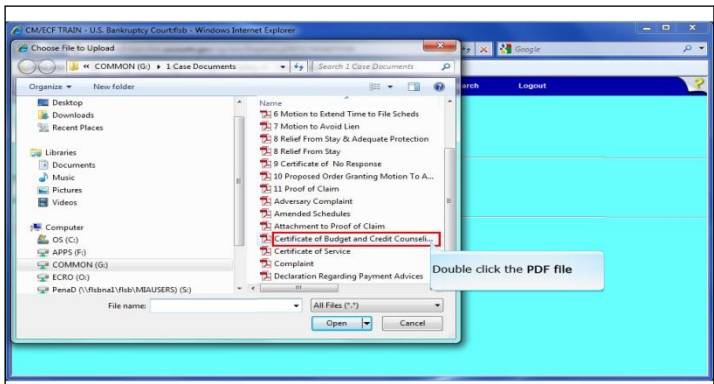 CM/ECF TRAIN - U.S. Bankruptcy Court:flsb - Windows Internet Explorer
Choose File to Upload
« COMMON (G:) ▸ 1 Case Documents
Search 1 Case Documents
Google
Organize
New folder
Logout
Desktop
Downloads
Recent Places
Libraries
Documents
Music
Pictures
Videos
Computer
OS (C:)
APPS (F:)
COMMON (G:)
ECRO (O:)
PenaD (\\flsbna1\flsb\MIAUSERS) (S:)
Name
6 Motion to Extend Time to File Scheds
7 Motion to Avoid Lien
8 Relief From Stay & Adequate Protection
8 Relief From Stay
9 Certificate of No Response
10 Proposed Order Granting Motion To A...
11 Proof of Claim
Adversary Complaint
Amended Schedules
Attachment to Proof of Claim
Certificate of Budget and Credit Counseli...
Certificate of Service
Complaint
Declaration Regarding Payment Advices
Double click the PDF file
File name:
All Files (*.*)
Open
Cancel